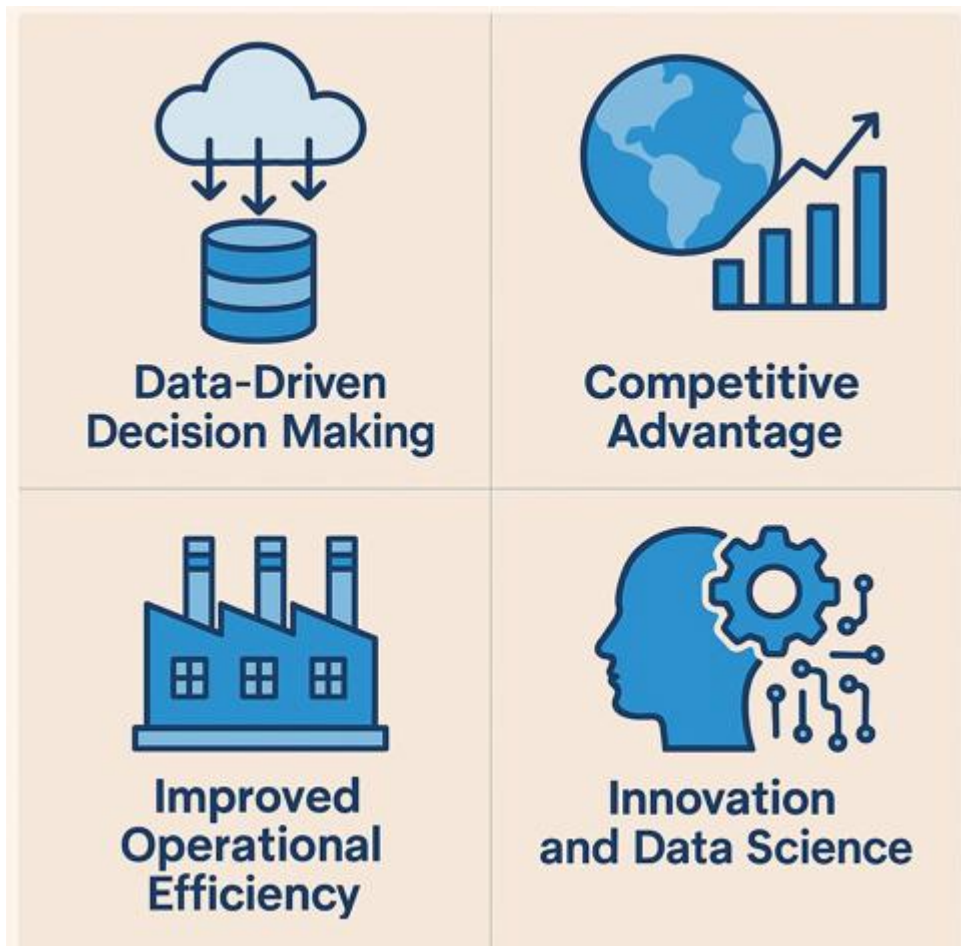 Data-Driven
Decision Making
Competitive
Advantage
Improved
Operational
Efficiency
Innovation
and Data Science